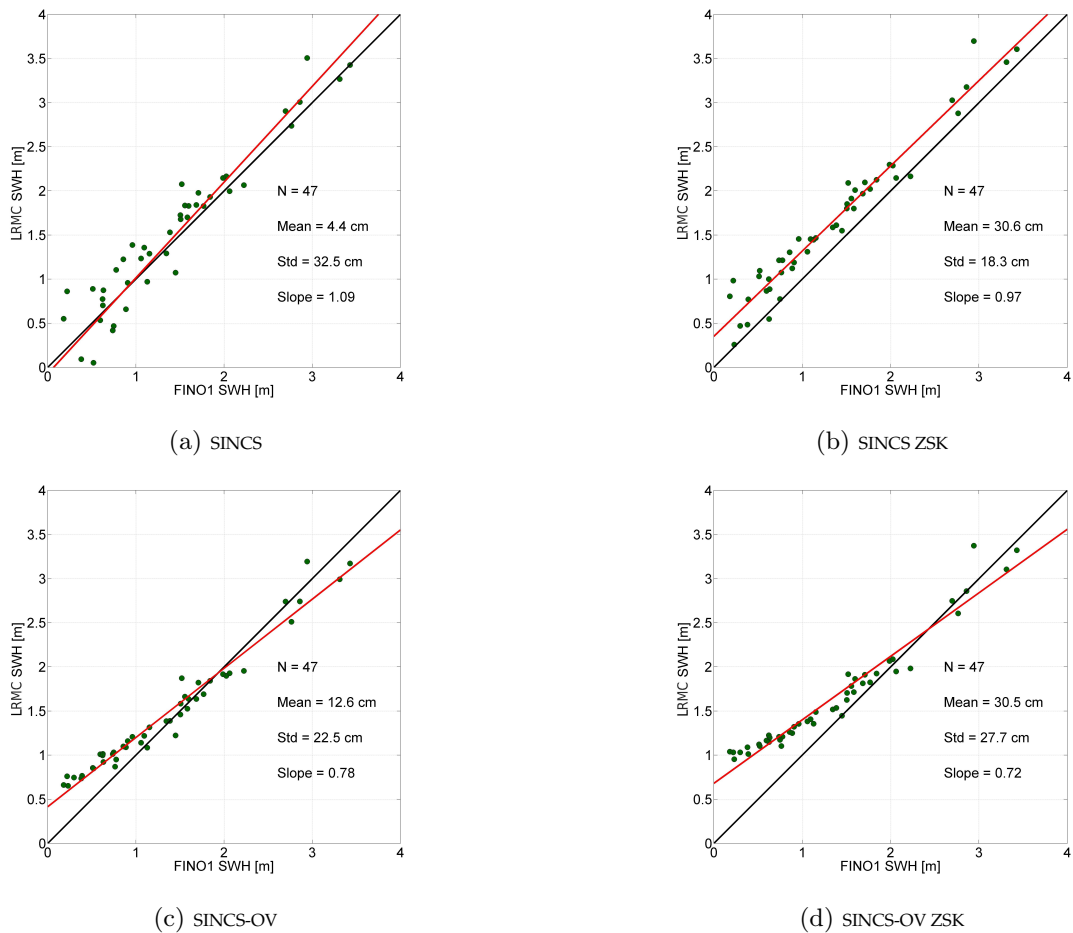 4
3.5
3
2.5
2
1.5
1
0.5
0
0 1 2 3 4
LRMC SWH [m]
FINO1 SWH [m]
N = 47
Mean = 4.4 cm
Std = 32.5 cm
Slope = 1.09
(a) SINCS
4
3.5
3
2.5
2
1.5
1
0.5
0
0 1 2 3 4
LRMC SWH [m]
FINO1 SWH [m]
N = 47
Mean = 30.6 cm
Std = 18.3 cm
Slope = 0.97
(b) SINCS ZSK
4
3.5
3
2.5
2
1.5
1
0.5
0
0 1 2 3 4
LRMC SWH [m]
FINO1 SWH [m]
N = 47
Mean = 12.6 cm
Std = 22.5 cm
Slope = 0.78
(c) SINCS-OV
4
3.5
3
2.5
2
1.5
1
0.5
0
0 1 2 3 4
LRMC SWH [m]
FINO1 SWH [m]
N = 47
Mean = 30.5 cm
Std = 27.7 cm
Slope = 0.72
(d) SINCS-OV ZSK